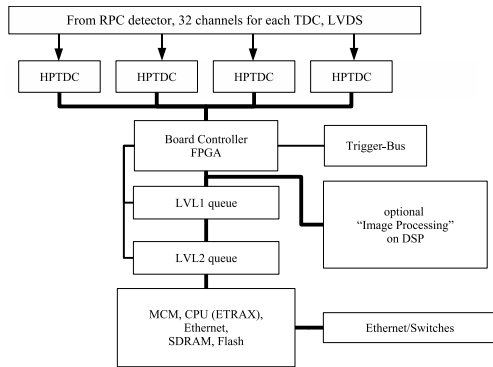 From RPC detector, 32 channels for each TDC, LVDS
HPTDC HPTDC HPTDC HPTDC
Board Controller
FPGA
Trigger-Bus
LVL1 queue
optional
“Image Processing”
on DSP
LVL2 queue
MCM, CPU (ETRAX),
Ethernet,
SDRAM, Flash
Ethernet/Switches